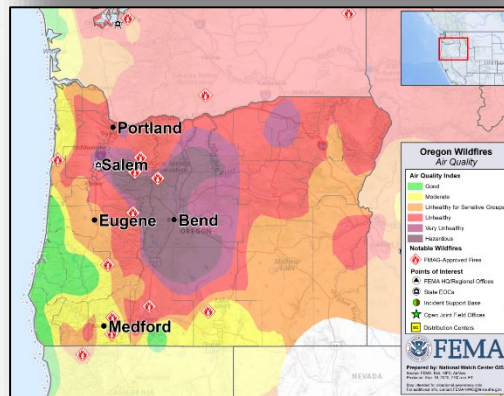 Portland
Salem
Eugene
Bend
OREGON
Medford
NEVADA
Oregon Wildfires
Air Quality
Air Quality Index
Good
Moderate
Unhealthy for Sensitive Groups
Unhealthy
Very Unhealthy
Hazardous
Notable Wildfires
FMAG-Approved Fires
Points of Interest
FEMA HQ/Regional Offices
State EOCs
Incident Support Base
Open Joint Field Offices
Distribution Centers
FEMA
Prepared by: National Watch Center GIS